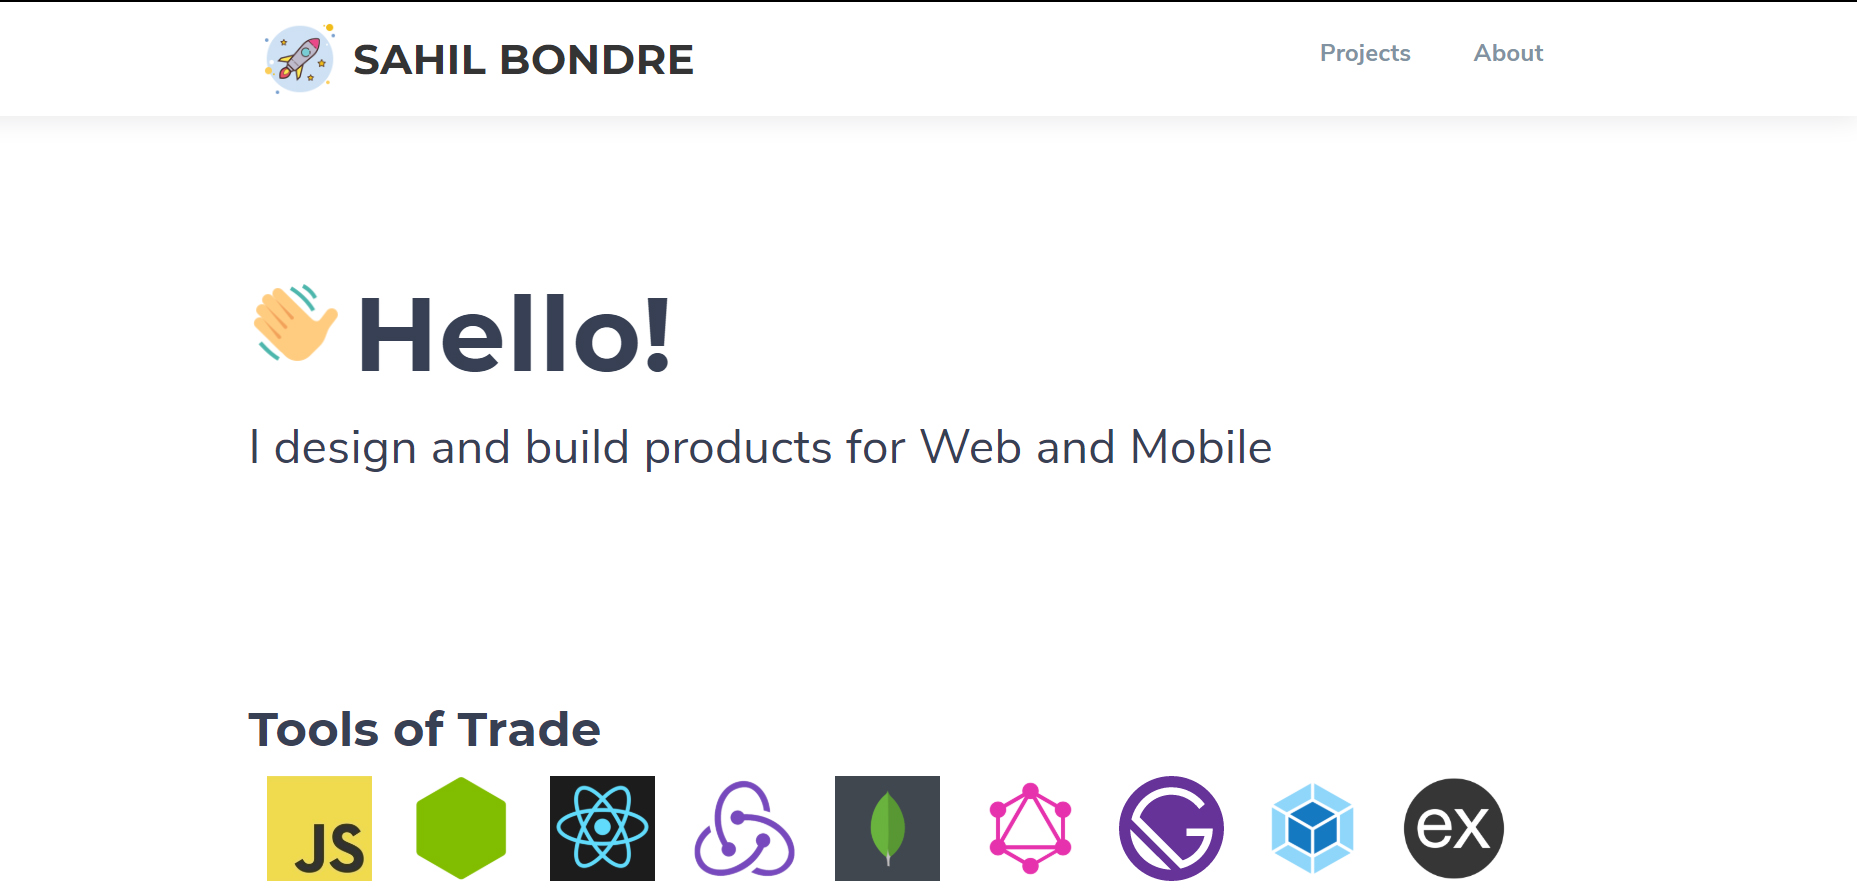 SAHIL BONDRE
Projects
About
Hello!
I design and build products for Web and Mobile
Tools of Trade
JS
ex